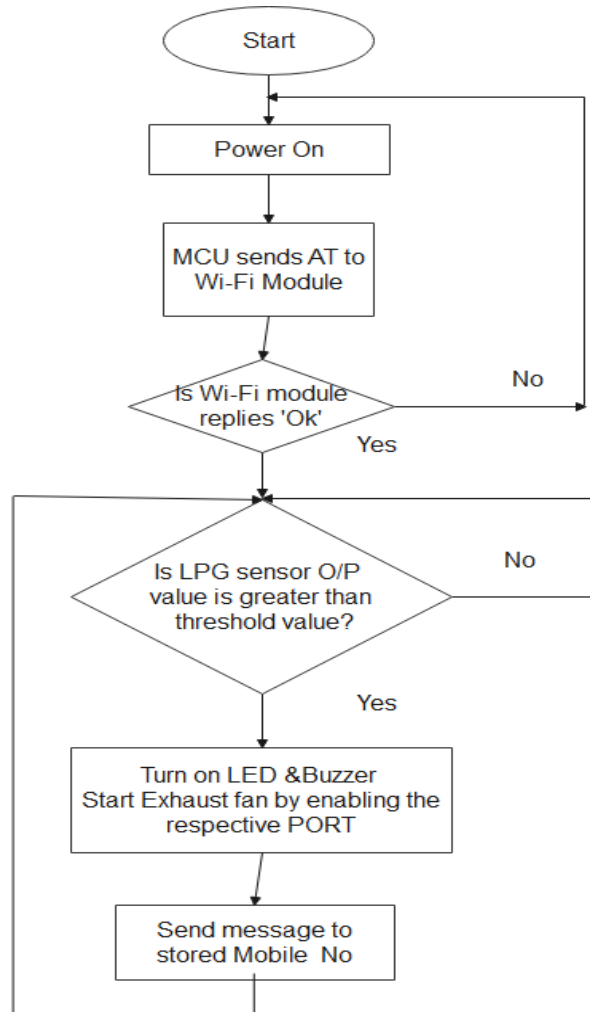 Start
Power On
MCU sends AT to
Wi-Fi Module
Is Wi-Fi module
replies 'Ok'
No
Yes
Is LPG sensor O/P
value is greater than
threshold value?
No
Yes
Turn on LED &Buzzer
Start Exhaust fan by enabling the
respective PORT
Send message to
stored Mobile No